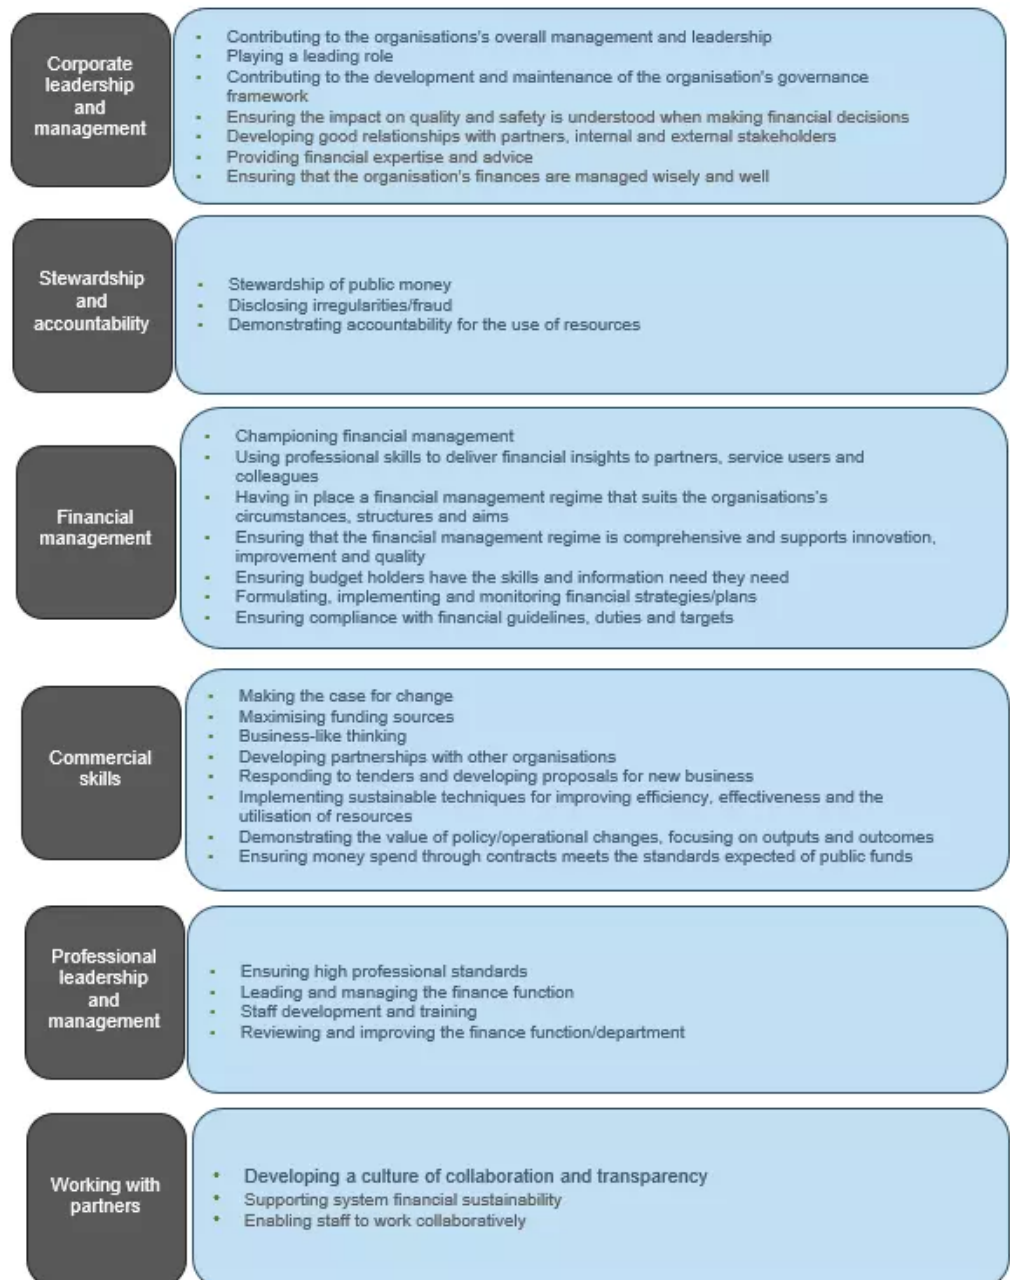 Corporate
leadership
and
management
Contributing to the organisations's overall management and leadership
Playing a leading role
Contributing to the development and maintenance of the organisation's governance
framework
Ensuring the impact on quality and safety is understood when making financial decisions
Developing good relationships with partners, internal and external stakeholders
Providing financial expertise and advice
Ensuring that the organisation's finances are managed wisely and well
Stewardship
and
accountability
Stewardship of public money
Disclosing irregularities/fraud
Demonstrating accountability for the use of resources
Financial
management
Championing financial management
Using professional skills to deliver financial insights to partners, service users and
colleagues
Having in place a financial management regime that suits the organisations's
circumstances, structures and aims
Ensuring that the financial management regime is comprehensive and supports innovation,
improvement and quality
Ensuring budget holders have the skills and information need they need
Formulating, implementing and monitoring financial strategies/plans
Ensuring compliance with financial guidelines, duties and targets
Commercial
skills
Making the case for change
Maximising funding sources
Business-like thinking
Developing partnerships with other organisations
Responding to tenders and developing proposals for new business
Implementing sustainable techniques for improving efficiency, effectiveness and the
utilisation of resources
Demonstrating the value of policy/operational changes, focusing on outputs and outcomes
Ensuring money spend through contracts meets the standards expected of public funds
Professional
leadership
and
management
Ensuring high professional standards
Leading and managing the finance function
Staff development and training
Reviewing and improving the finance function/department
Working with
partners
Developing a culture of collaboration and transparency
Supporting system financial sustainability
Enabling staff to work collaboratively